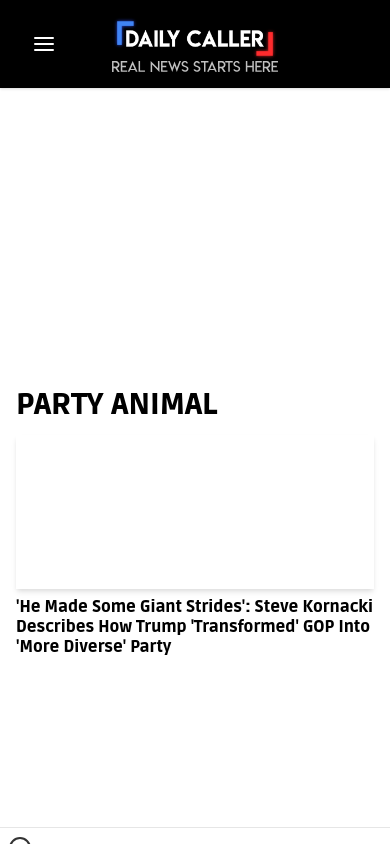 DAILY CALLER
REAL NEWS STARTS HERE
PARTY ANIMAL
'He Made Some Giant Strides': Steve Kornacki
Describes How Trump 'Transformed' GOP Into
'More Diverse' Party